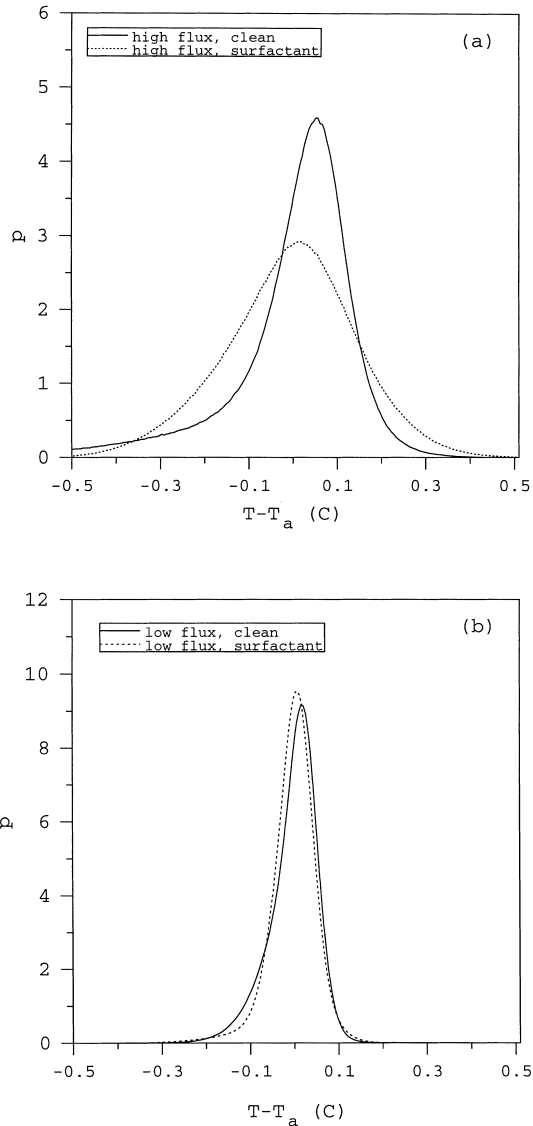 6
(a)
high flux, clean
high flux, surfactant
5
4
3
p
2
1
0
-0.5 -0.3 -0.1 0.1 0.3 0.5
T-Ta (C)
12
(b)
low flux, clean
low flux, surfactant
10
8
6
p
4
2
0
-0.5 -0.3 -0.1 0.1 0.3 0.5
T-Ta (C)